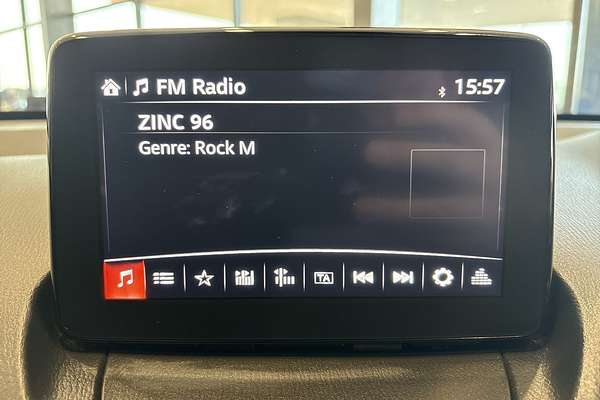 FM Radio 15:57
ZINC 96
Genre: Rock M
TA